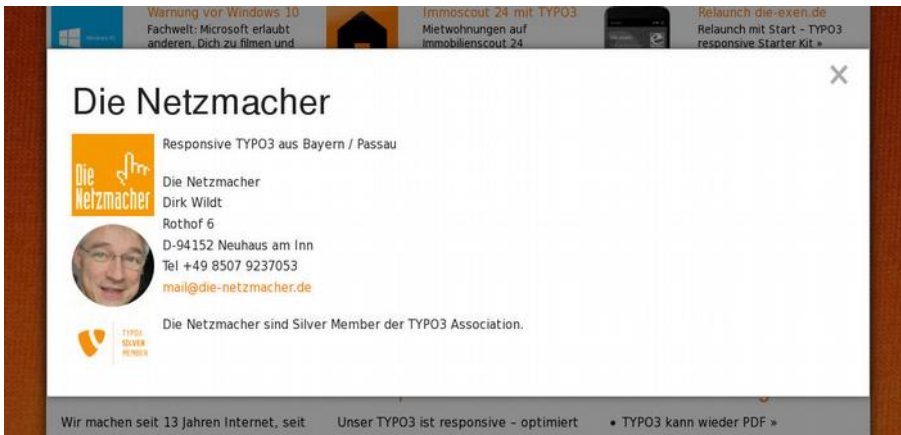 Warnung vor Windows 10
Fachwelt: Microsoft erlaubt
anderen, Dich zu filmen und
Immoscout 24 mit TYPO3
Mietwohnungen auf
Immobilienscout 24
Relaunch die-exen.de
Relaunch mit Start – TYPO3
responsive Starter Kit »
×
Die Netzmacher
Die
Netzmacher
Responsive TYPO3 aus Bayern / Passau
Die Netzmacher
Dirk Wildt
Rothof 6
D-94152 Neuhaus am Inn
Tel +49 8507 9237053
mail@die-netzmacher.de
TYPO3
SILVER
MEMBER
Die Netzmacher sind Silver Member der TYPO3 Association.
Wir machen seit 13 Jahren Internet, seit
Unser TYPO3 ist responsive – optimiert
• TYPO3 kann wieder PDF »